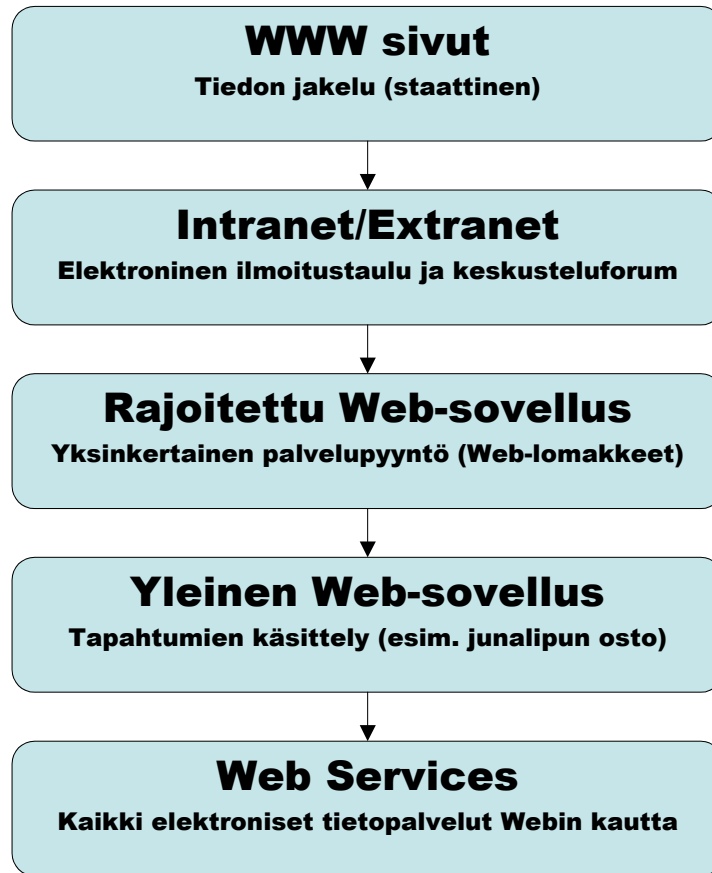 WWW sivut
Tiedon jakelu (staattinen)
Intranet/Extranet
Elektroninen ilmoitustaulu ja keskusteluforum
Rajoitettu Web-sovellus
Yksinkertainen palvelupyyntö (Web-lomakkeet)
Yleinen Web-sovellus
Tapahtumien käsittely (esim. junalipun osto)
Web Services
Kaikki elektroniset tietopalvelut Webin kautta